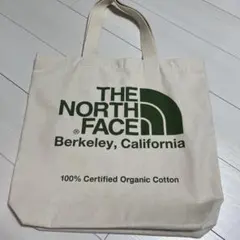 THE
NORTH
FACE
®
Berkeley, California
100% Certified Organic Cotton